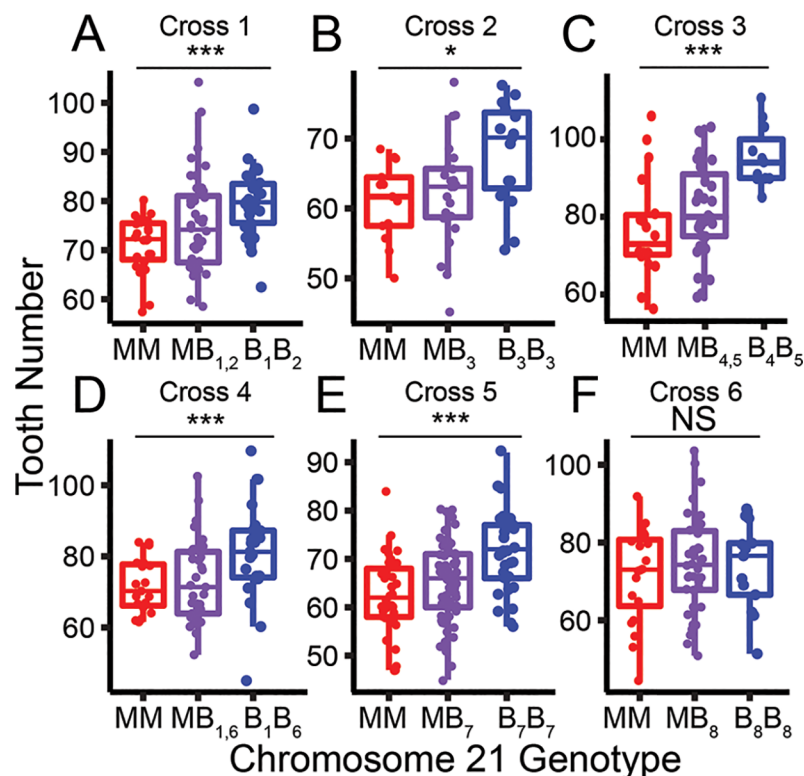 A Cross 1 B Cross 2 C Cross 3
*** * ***
100
90
80
70
60
70
60
50
100
80
60
MM MB1,2 B1B2 MM MB3 B3B3 MM MB4,5 B4B5
D Cross 4 E Cross 5 F Cross 6
*** *** NS
100
80
60
90
80
70
60
50
100
80
60
MM MB1,6 B1B6 MM MB7 B7B7 MM MB8 B8B8
Tooth Number
Chromosome 21 Genotype